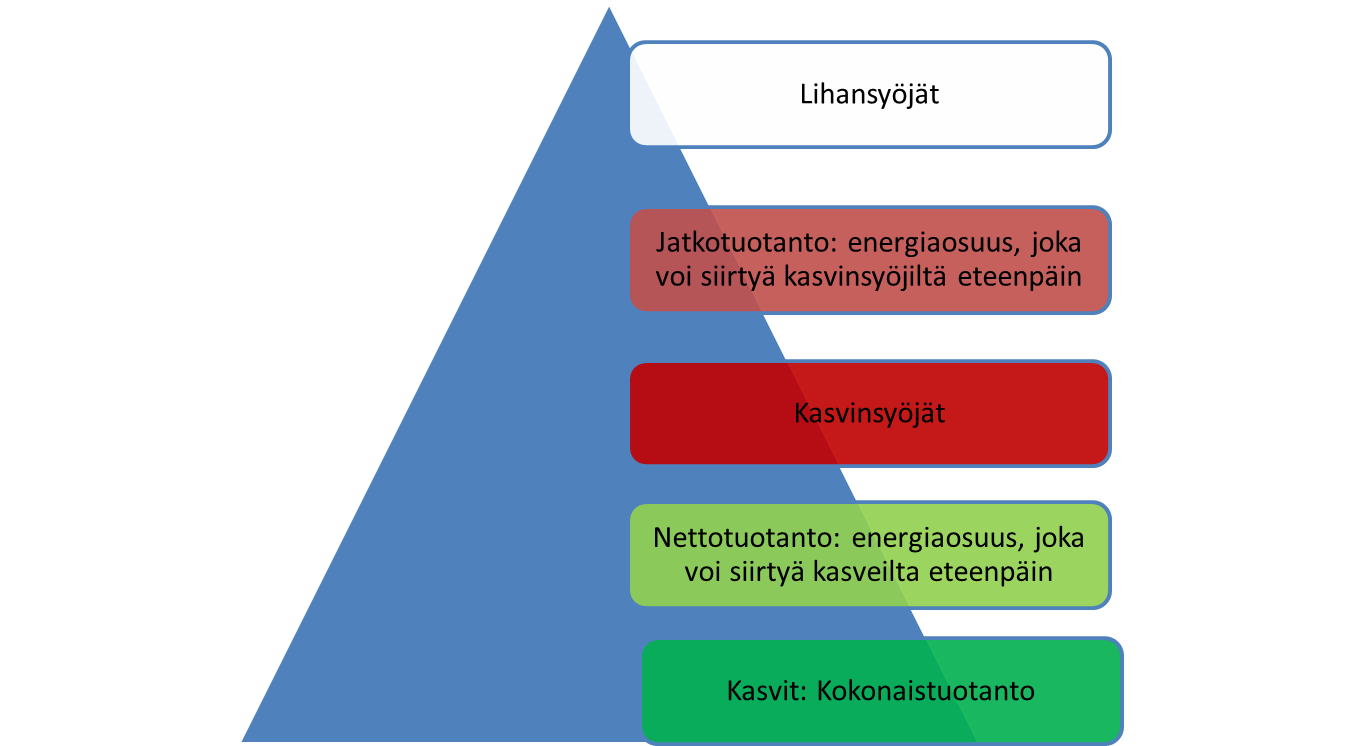 Lihansyöjät
Jatkotuotanto: energiaosuus, joka
voi siirtyä kasvinsyöjiltä eteenpäin
Kasvinsyöjät
Nettotuotanto: energiaosuus, joka
voi siirtyä kasveilta eteenpäin
Kasvit: Kokonaistuotanto